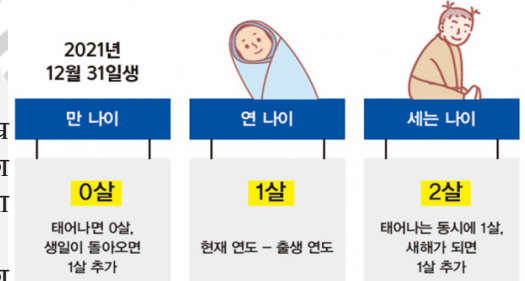 2021년
12월 31일생
만 나이
연 나이
세는 나이
0살
1살
2살
태어나면 0살,
생일이 돌아오면
1살 추가
현재 연도 – 출생 연도
태어나는 동시에 1살,
새해가 되면
1살 추가